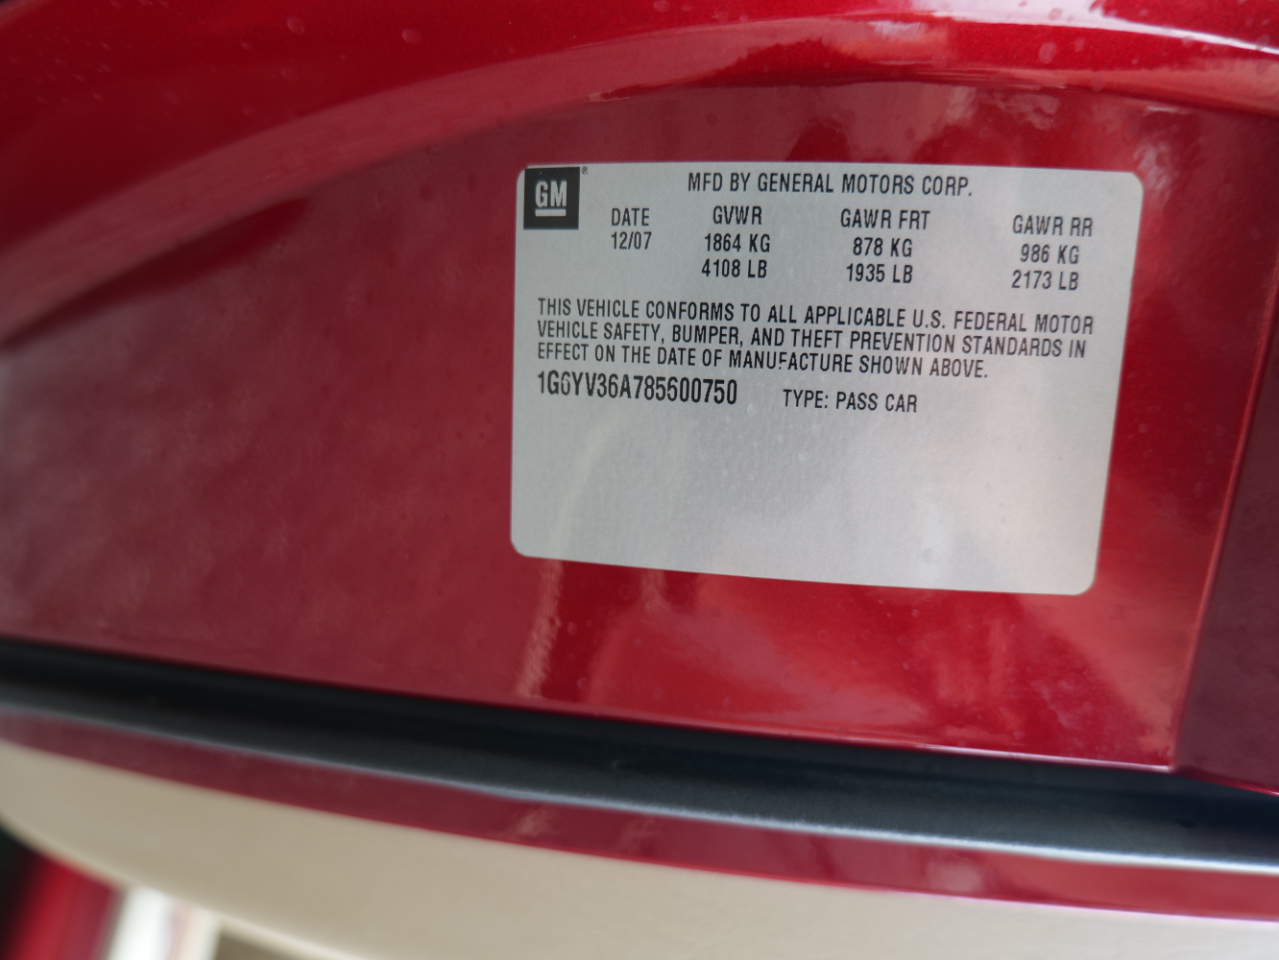 GM ®
MFD BY GENERAL MOTORS CORP.
DATE GVWR GAWR FRT GAWR RR
12/07 1864 KG 878 KG 986 KG
4108 LB 1935 LB 2173 LB
THIS VEHICLE CONFORMS TO ALL APPLICABLE U.S. FEDERAL MOTOR
VEHICLE SAFETY, BUMPER, AND THEFT PREVENTION STANDARDS IN
EFFECT ON THE DATE OF MANUFACTURE SHOWN ABOVE.
1G6YV36A785600750 TYPE: PASS CAR